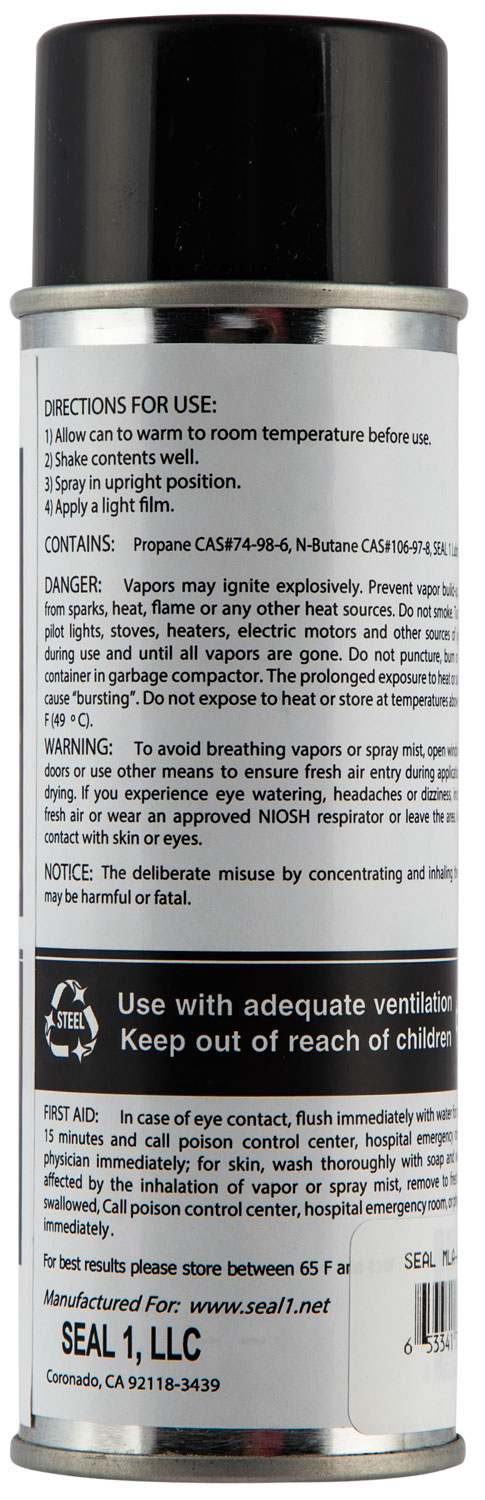 DIRECTIONS FOR USE:
1) Allow can to warm to room temperature before use.
2) Shake contents well.
3) Spray in upright position.
4) Apply a light film.
CONTAINS: Propane CAS#74-98-6, N-Butane CAS#106-97-8, SEAL 1
DANGER: Vapors may ignite explosively. Prevent vapor
from sparks, heat, flame or any other heat sources. Do not smoke.
pilot lights, stoves, heaters, electric motors and other sources
during use and until all vapors are gone. Do not puncture, burn
container in garbage compactor. The prolonged exposure to heat
cause "bursting". Do not expose to heat or store at temperatures
F (49 °C).
WARNING: To avoid breathing vapors or spray mist, open
doors or use other means to ensure fresh air entry during
drying. If you experience eye watering, headaches or dizziness,
fresh air or wear an approved NIOSH respirator or leave the area
contact with skin or eyes.
NOTICE: The deliberate misuse by concentrating and inhaling
may be harmful or fatal.
STEEL
Use with adequate ventilation
Keep out of reach of children
FIRST AID: In case of eye contact, flush immediately with water
15 minutes and call poison control center, hospital emergency
physician immediately; for skin, wash thoroughly with soap and
affected by the inhalation of vapor or spray mist, remove to
swallowed, Call poison control center, hospital emergency room,
immediately.
For best results please store between 65 F
Manufactured For: www.seal1.net
SEAL 1, LLC
Coronado, CA 92118-3439
SEAL MLA-
6 53341